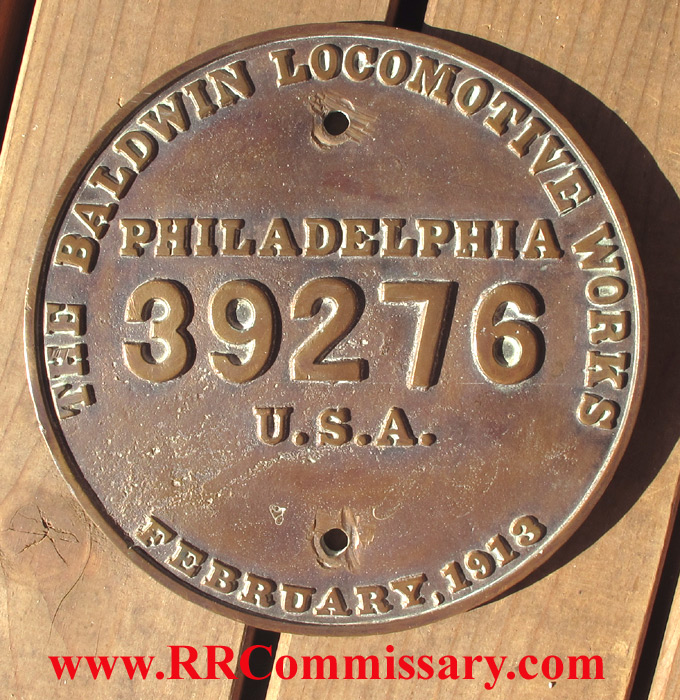 THE BALDWIN LOCOMOTIVE WORKS
PHILADELPHIA
39276
U.S.A.
FEBRUARY, 1913
www.RRCommissary.com